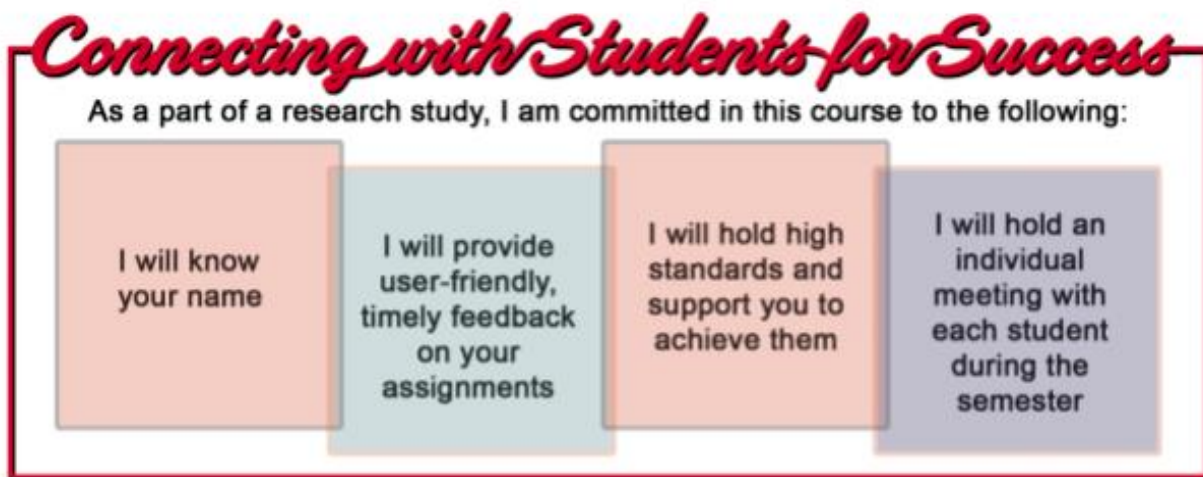 Connecting with Students for Success
As a part of a research study, I am committed in this course to the following:
I will know
your name
I will provide
user-friendly,
timely feedback
on your
assignments
I will hold high
standards and
support you to
achieve them
I will hold an
individual
meeting with
each student
during the
semester